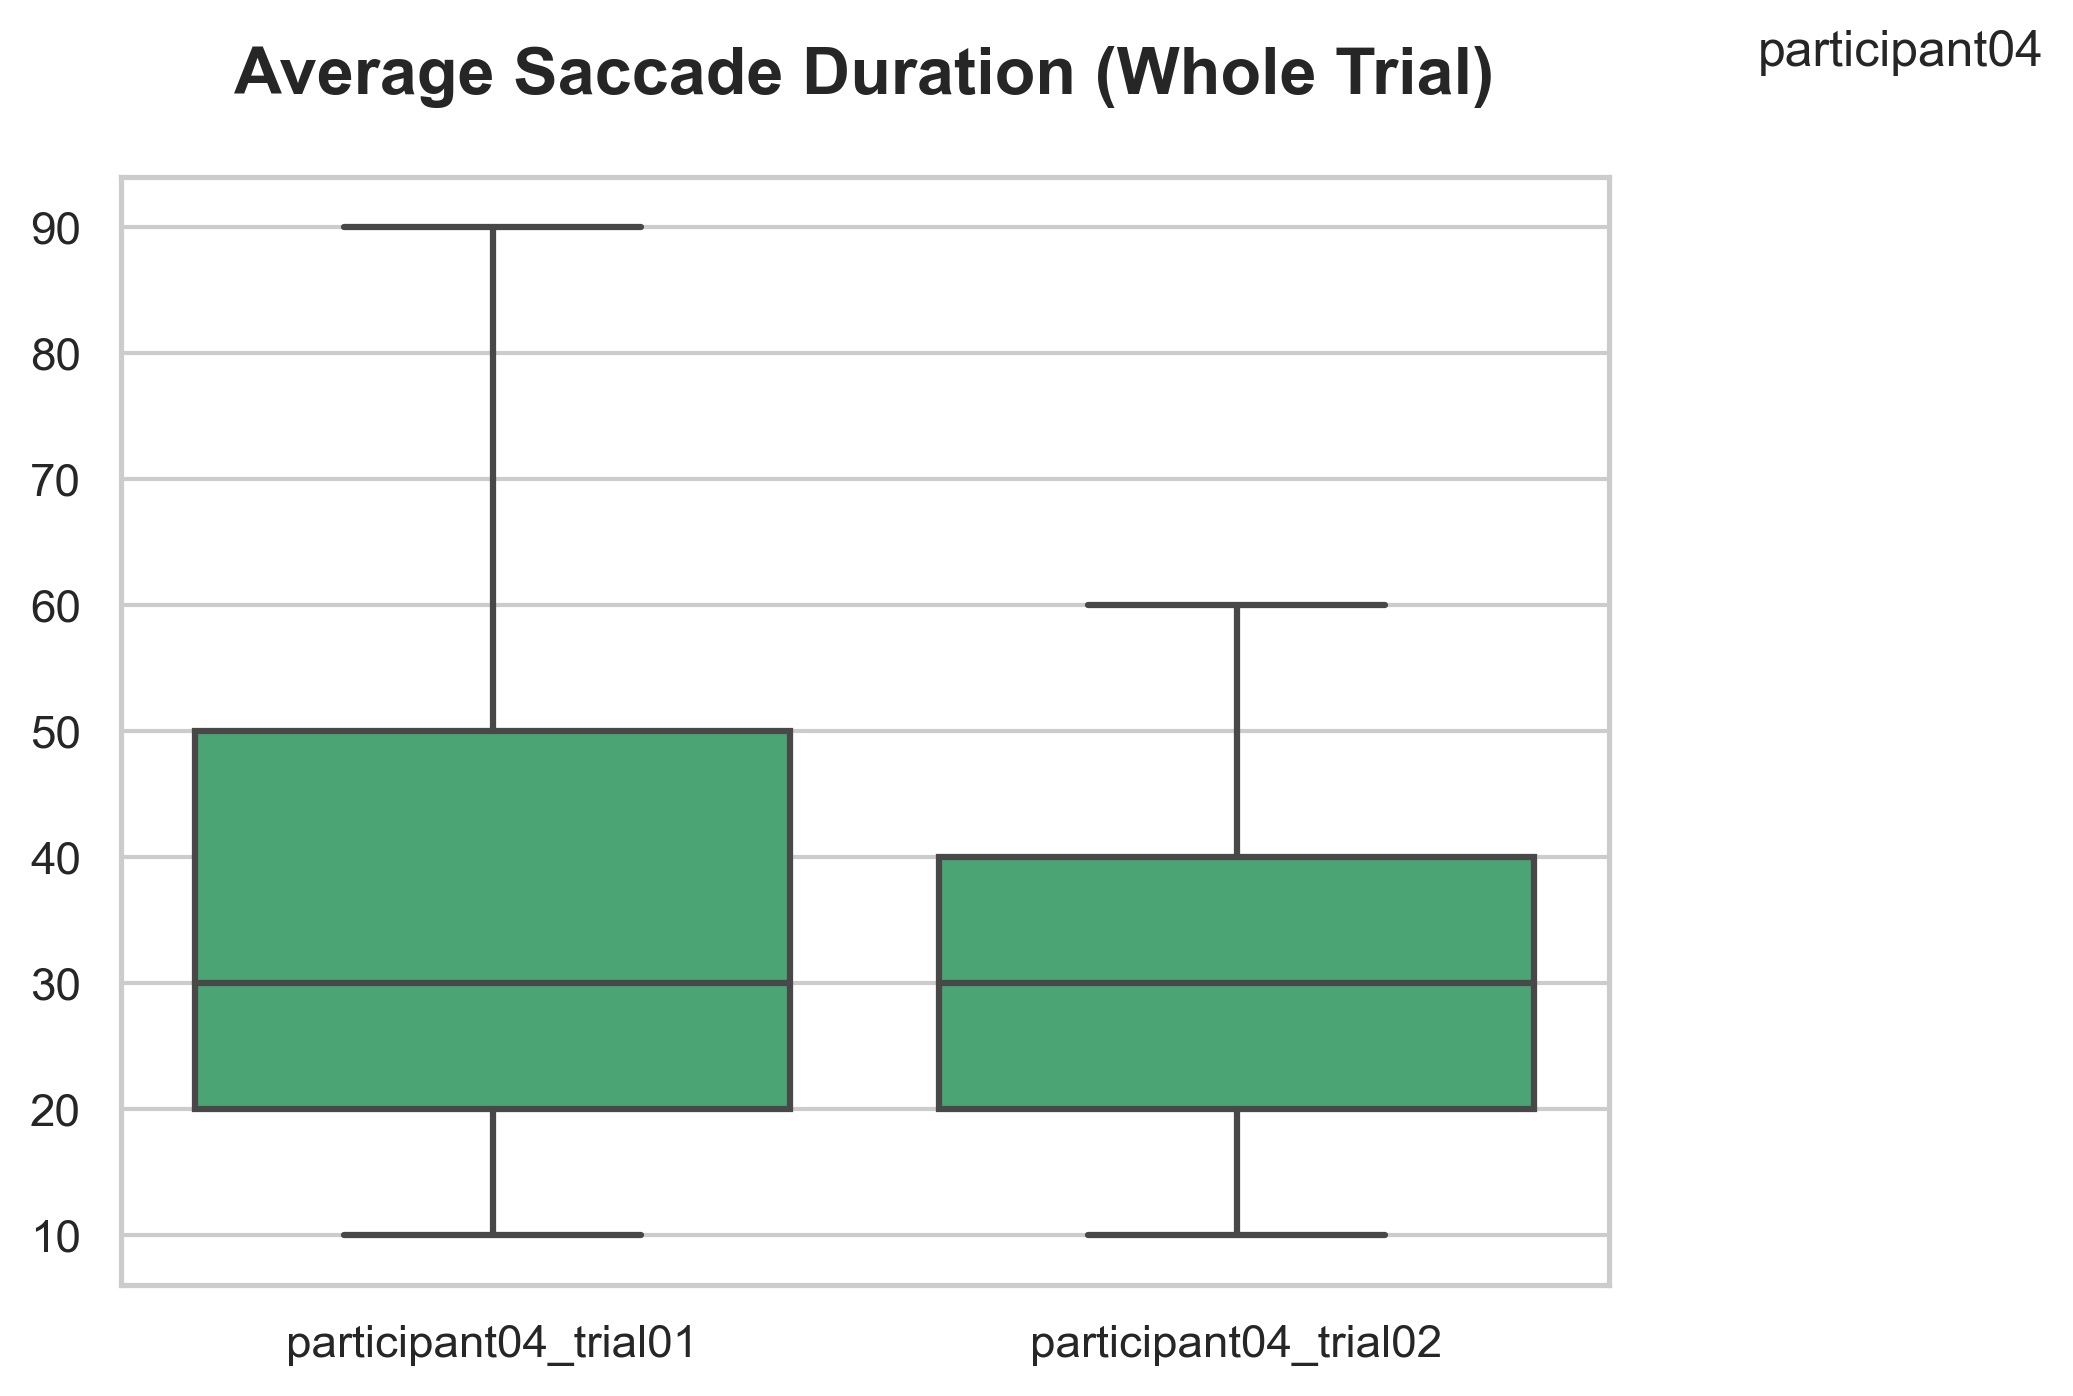 Average Saccade Duration (Whole Trial)
participant04
90
80
70
60
50
40
30
20
10
participant04_trial01
participant04_trial02